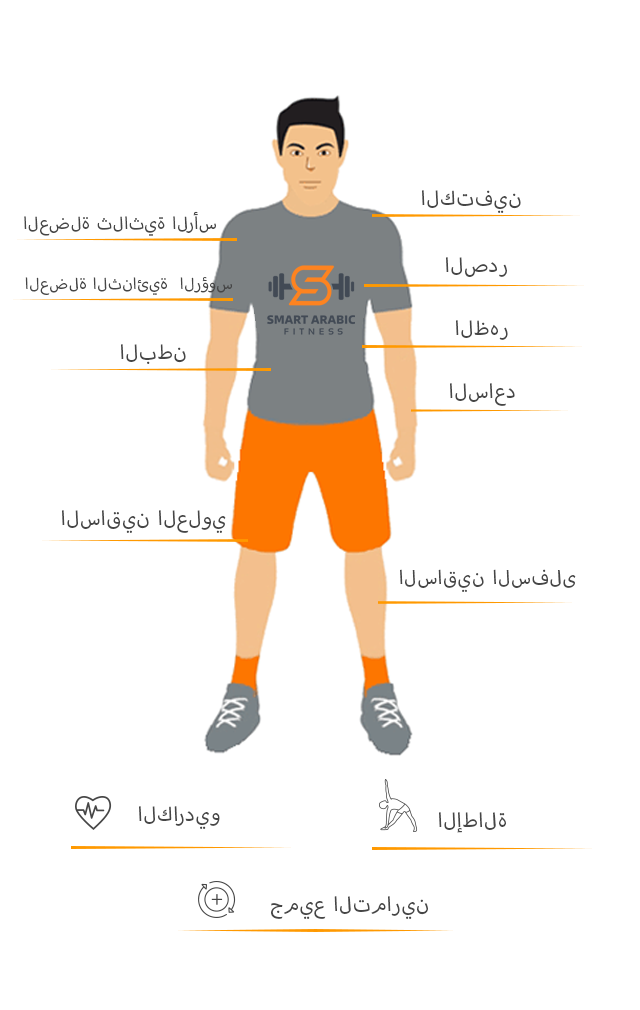 الكتفين
العضلة ثلاثية الرأس
الصدر
العضلة الثنائية الرؤوس
SMART ARABIC
FITNESS
الظهر
البطن
الساعد
الساقين العلوي
الساقين السفلى
الكارديو
الإطالة
جميع التمارين